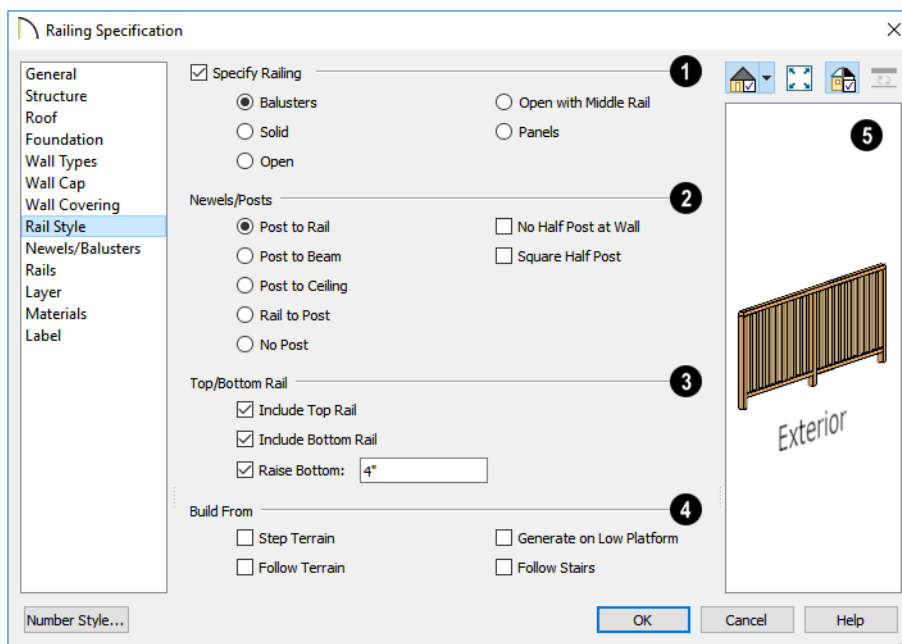 Railing Specification
General
Structure
Roof
Foundation
Wall Types
Wall Cap
Wall Covering
Rail Style
Newels/Balusters
Rails
Layer
Materials
Label
Specify Railing
1
Balusters
Open with Middle Rail
Solid
Panels
Open
Newels/Posts
2
Post to Rail
No Half Post at Wall
Post to Beam
Square Half Post
Post to Ceiling
Rail to Post
No Post
Top/Bottom Rail
3
Include Top Rail
Include Bottom Rail
Raise Bottom: 4"
Build From
4
Step Terrain
Generate on Low Platform
Follow Terrain
Follow Stairs
5
Exterior
Number Style...
OK
Cancel
Help